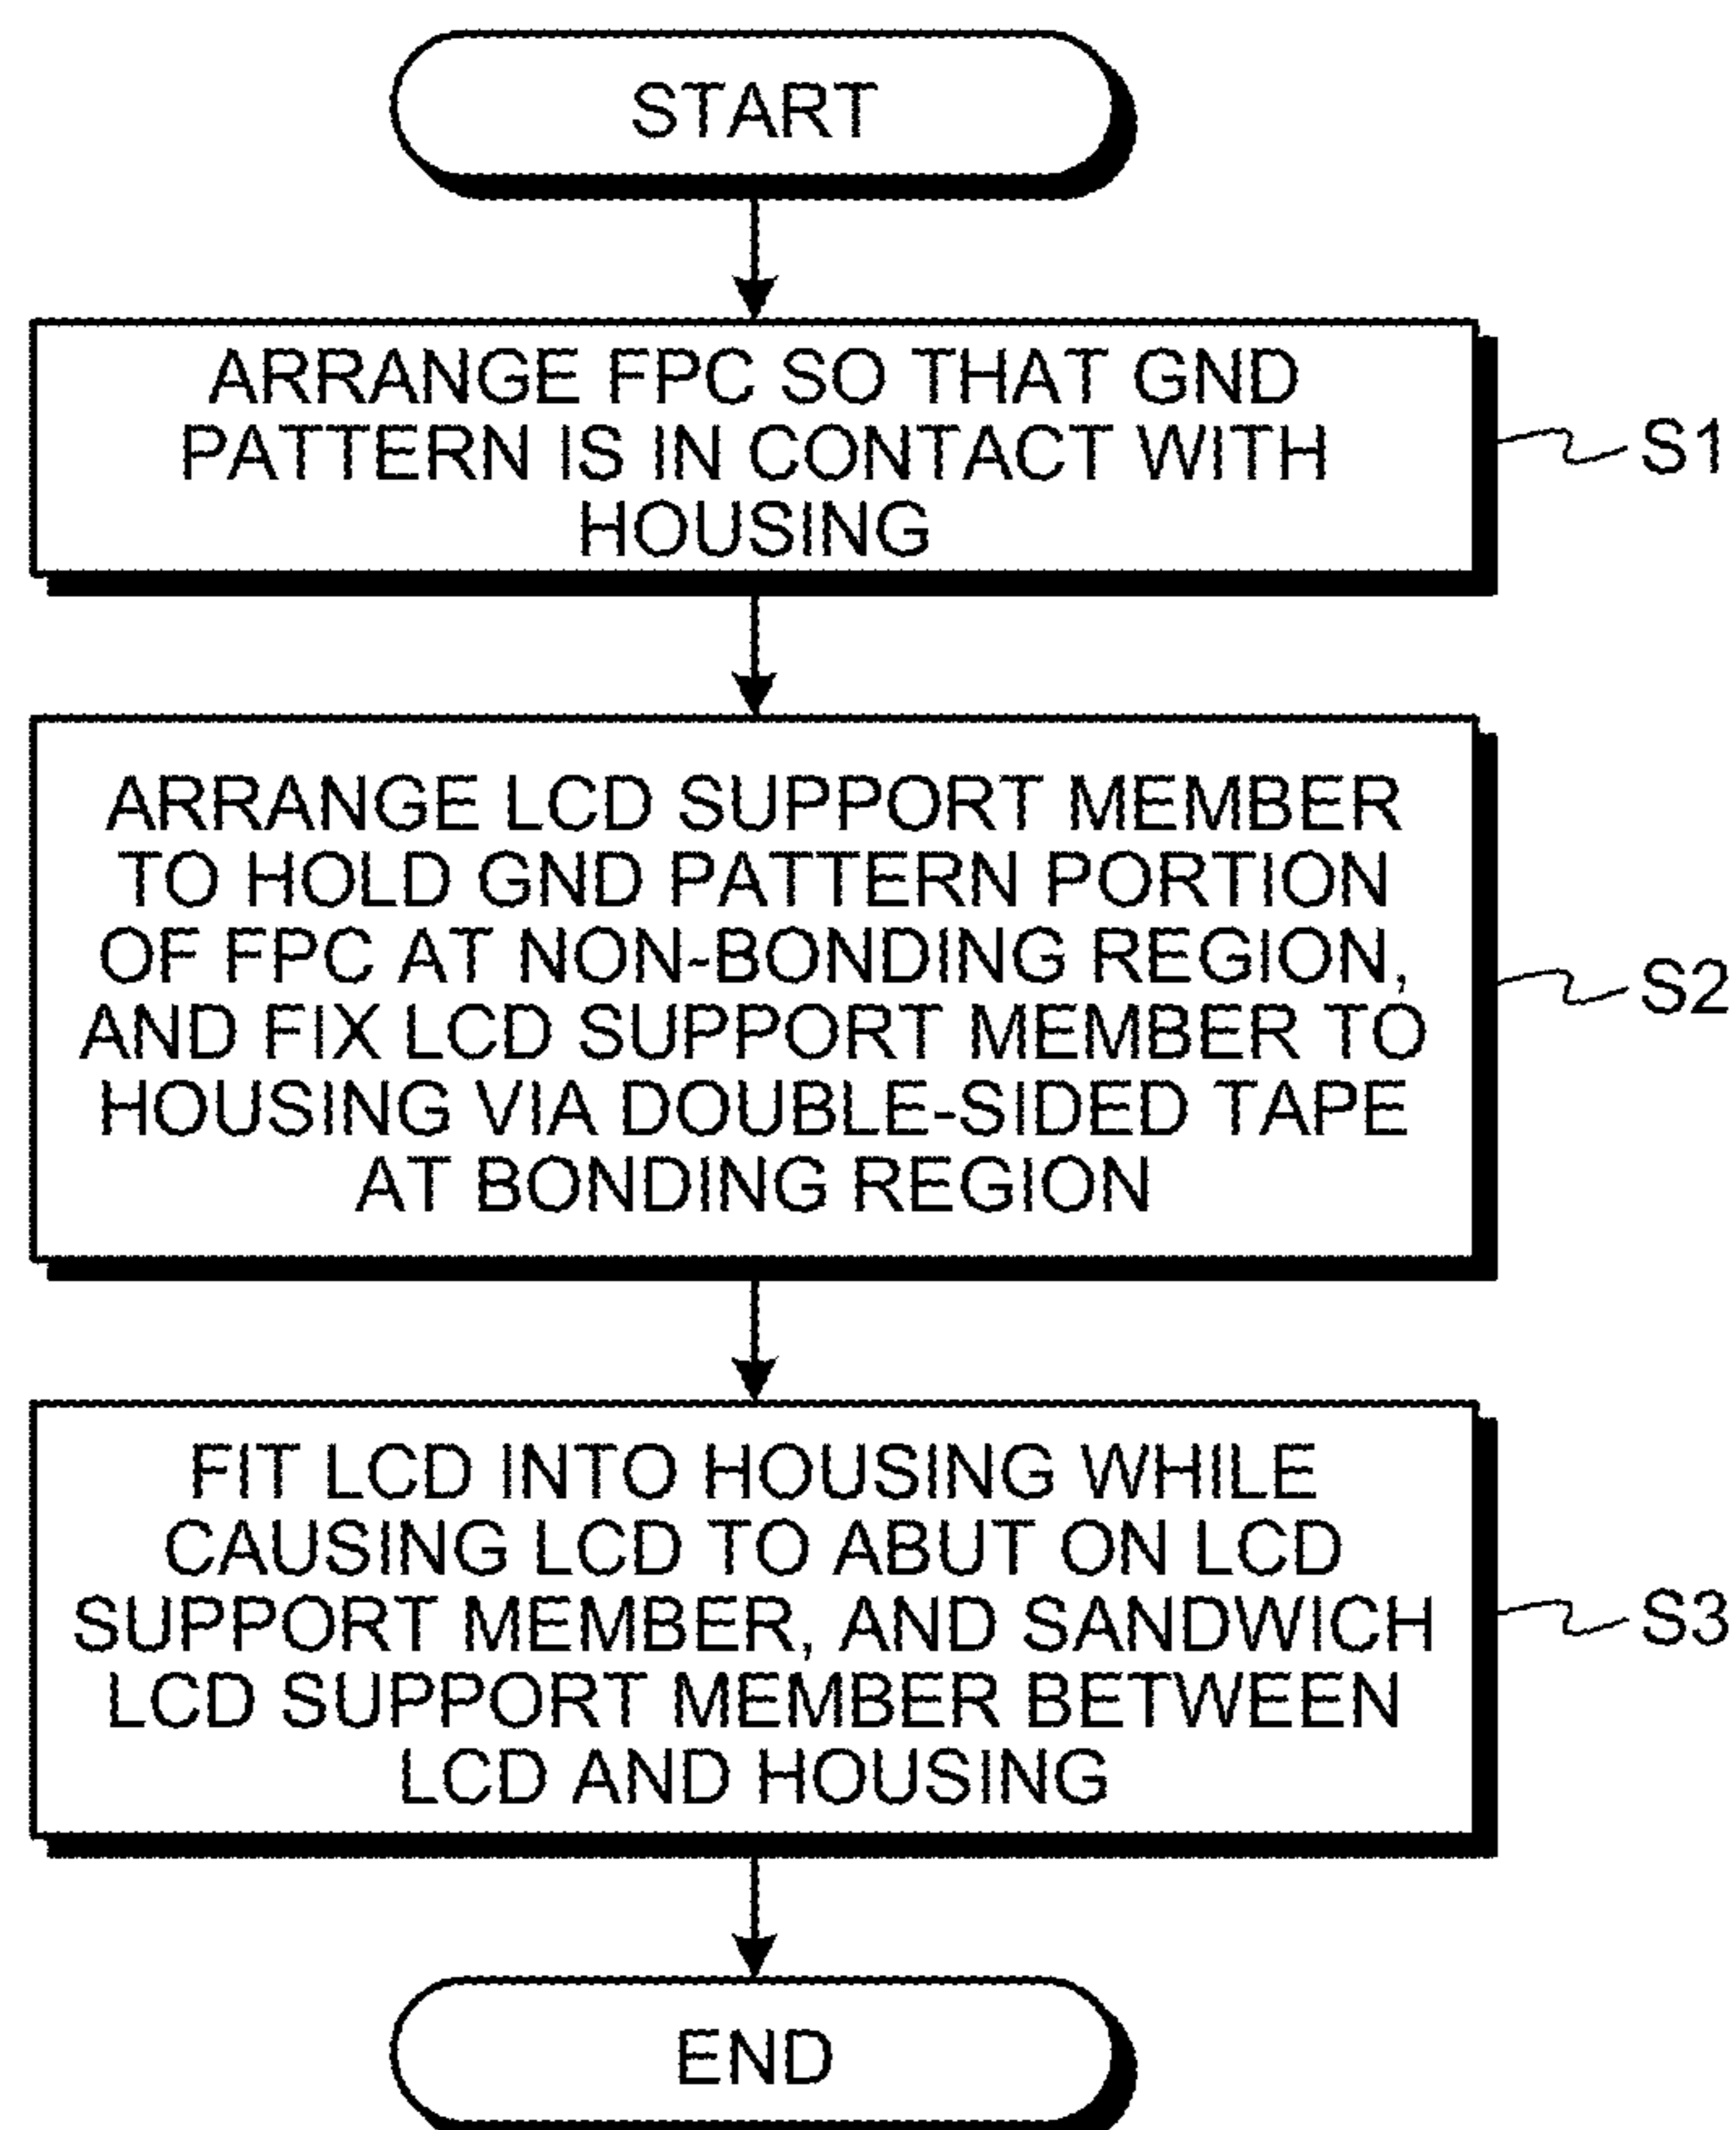 START
ARRANGE FPC SO THAT GND
PATTERN IS IN CONTACT WITH
HOUSING
S1
ARRANGE LCD SUPPORT MEMBER
TO HOLD GND PATTERN PORTION
OF FPC AT NON-BONDING REGION,
AND FIX LCD SUPPORT MEMBER TO
HOUSING VIA DOUBLE-SIDED TAPE
AT BONDING REGION
S2
FIT LCD INTO HOUSING WHILE
CAUSING LCD TO ABUT ON LCD
SUPPORT MEMBER, AND SANDWICH
LCD SUPPORT MEMBER BETWEEN
LCD AND HOUSING
S3
END